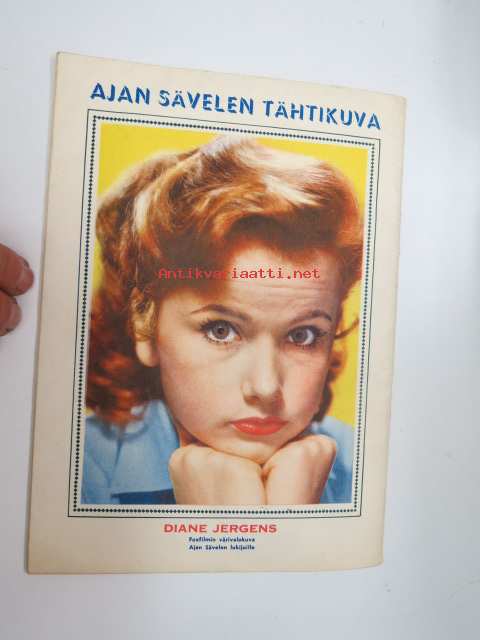 AJAN SÄVELEN TÄHTIKUVA
Antikvariaatti.net
DIANE JERGENS
Foxfilmin värivalokuva
Ajan Sävelen lukijoille